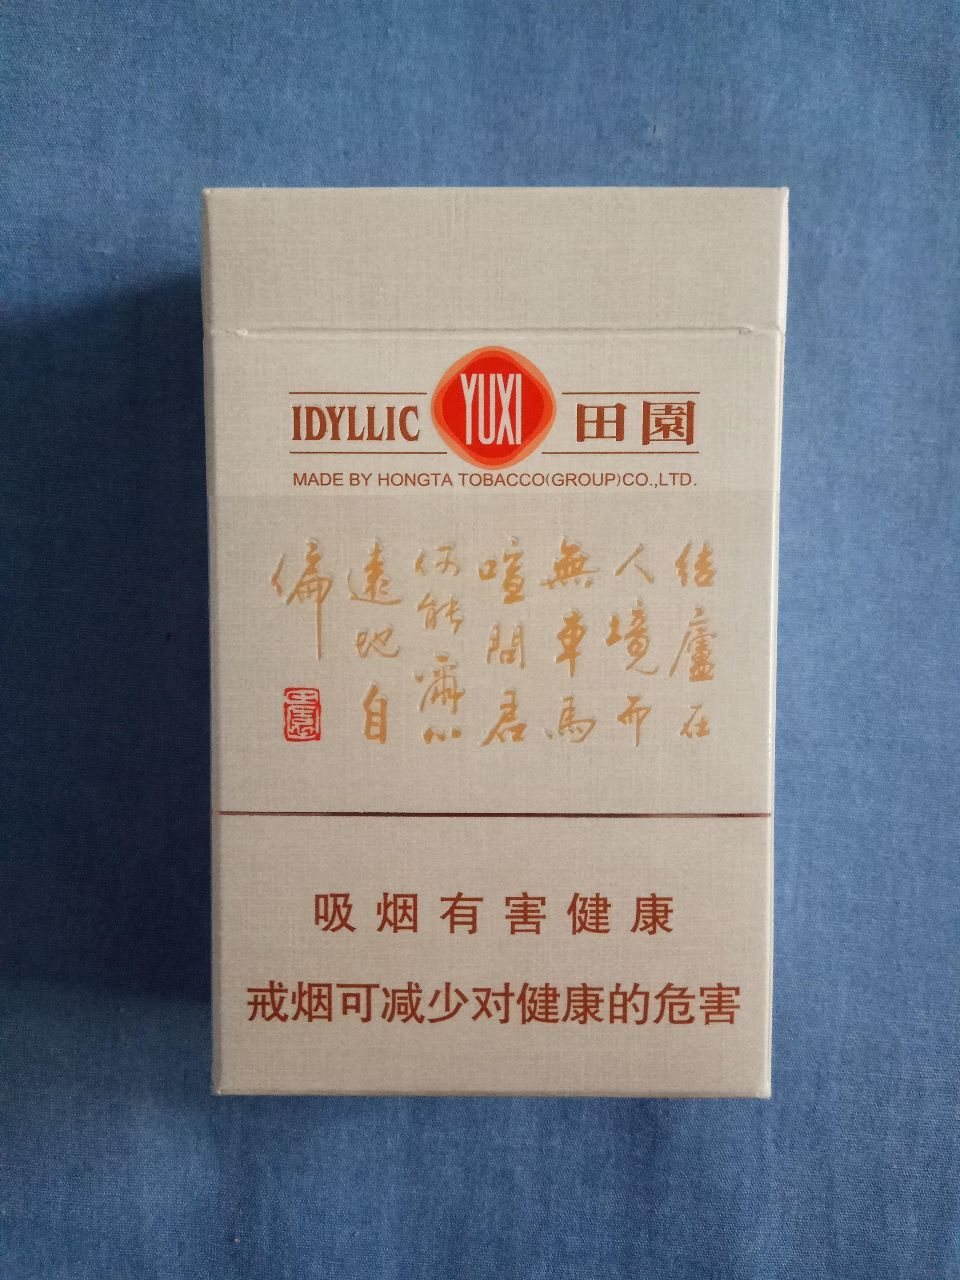 IDYLLIC YUXI 田園
MADE BY HONGTA TOBACCO(GROUP)CO.,LTD.
結廬在
人境而
無車馬
喧問君
何能爾心
遠地自
偏
吸烟有害健康
戒烟可减少对健康的危害